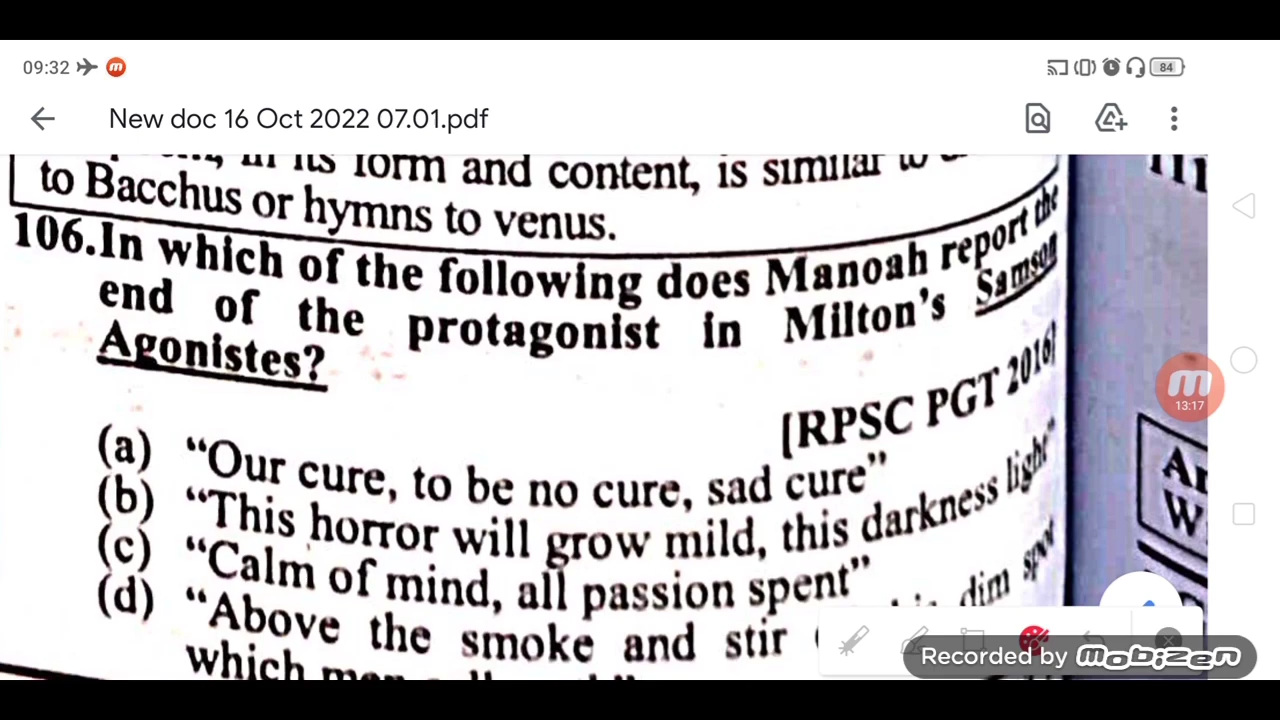 09:32
84
New doc 16 Oct 2022 07.01.pdf
in its form and content, is similar to
to Bacchus or hymns to venus.
106.In which of the following does Manoah report the
end of the protagonist in Milton's Samson
Agonistes?
[RPSC PGT 2016]
(a) "Our cure, to be no cure, sad cure"
(b) "This horror will grow mild, this darkness light"
(c) "Calm of mind, all passion spent"
(d) "Above the smoke and stir dim spot
which men
13:17
Recorded by mobizen